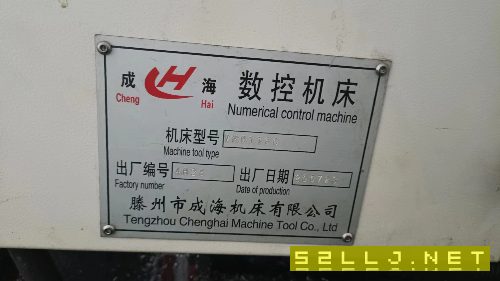 成 海 数控机床
Cheng Hai Numerical control machine
机床型号
Machine tool type
出厂编号 出厂日期
Factory number Date of production
滕州市成海机床有限公司
Tengzhou Chenghai Machine Tool Co., Ltd
52LLJ.NET